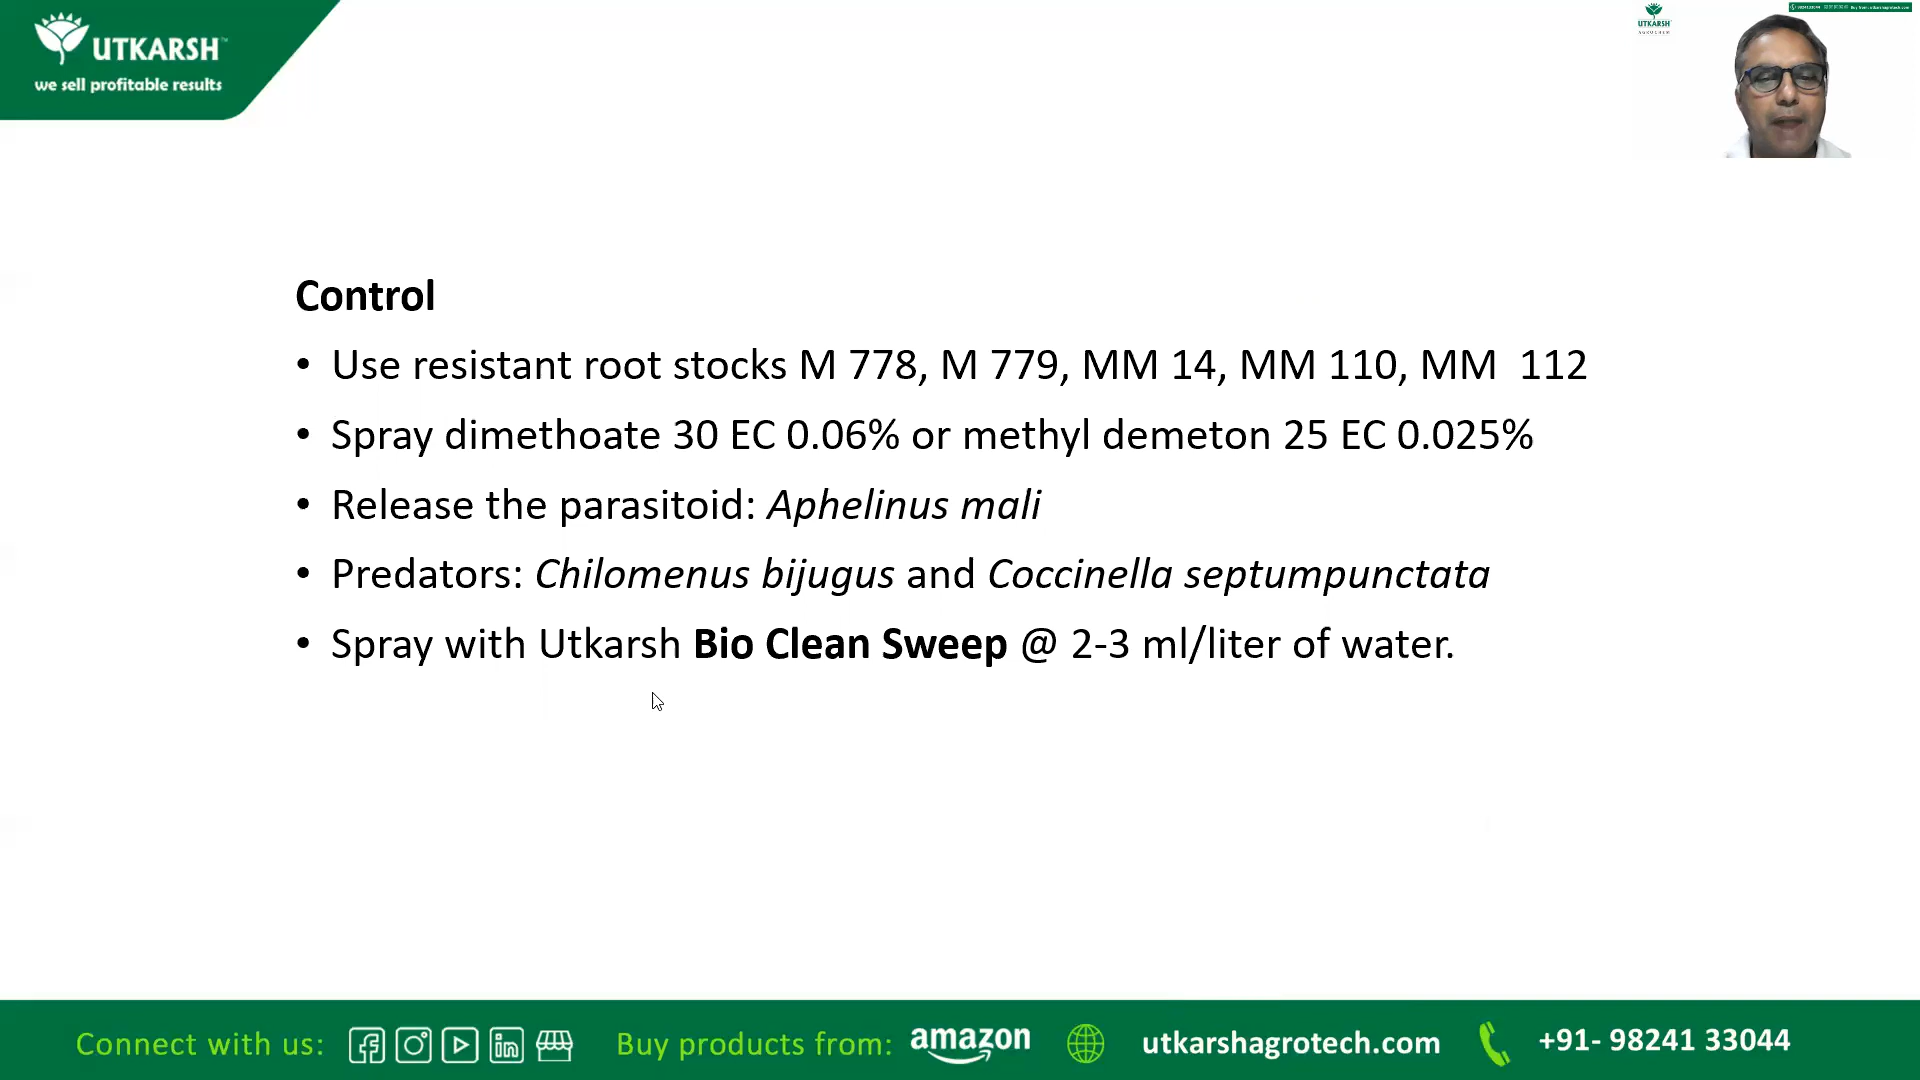 UTKARSH™
we sell profitable results
UTKARSH
AGROCHEM
Control
• Use resistant root stocks M 778, M 779, MM 14, MM 110, MM 112
• Spray dimethoate 30 EC 0.06% or methyl demeton 25 EC 0.025%
• Release the parasitoid: Aphelinus mali
• Predators: Chilomenus bijugus and Coccinella septumpunctata
• Spray with Utkarsh Bio Clean Sweep @ 2-3 ml/liter of water.
Connect with us: Buy products from: amazon utkarshagrotech.com +91- 98241 33044